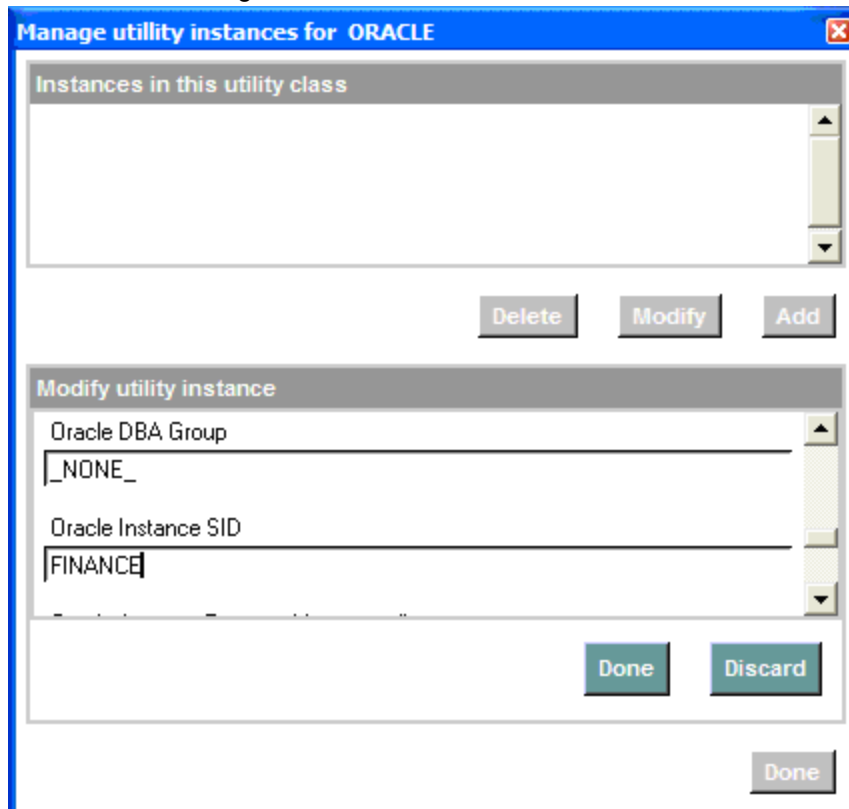 Manage utillity instances for ORACLE
Instances in this utility class
Delete Modify Add
Modify utility instance
Oracle DBA Group
_NONE_
Oracle Instance SID
FINANCE
Done Discard
Done